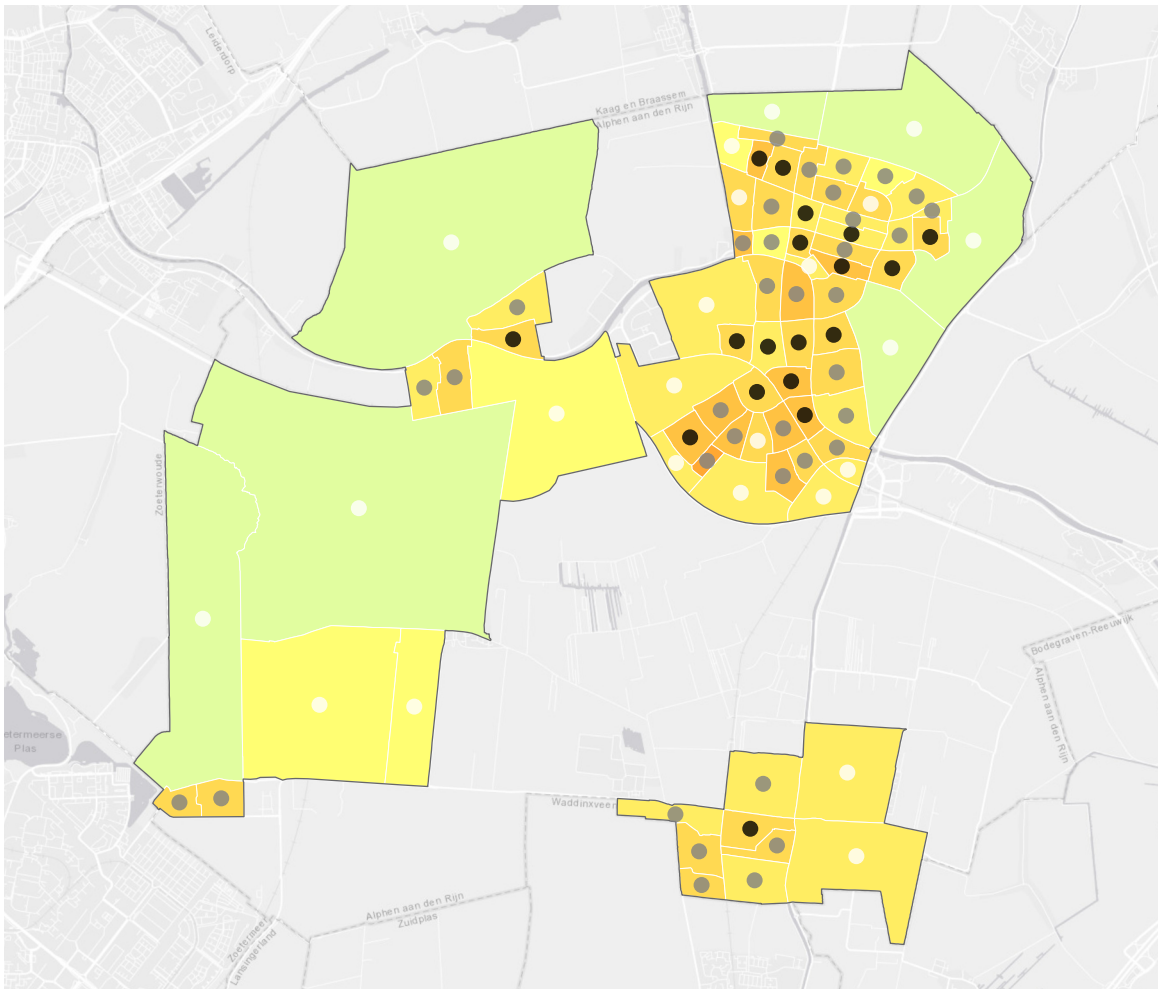 Leiderdorp
Kaag en Braassem
Alphen aan den Rijn
Zoeterwoude
Bodegraven-Reeuwijk
Alphen aan den Rijn
etermeerse
Plas
Waddinxveen
Alphen aan den Rijn
Zuidplas
Zoetermeer
Lansingerland